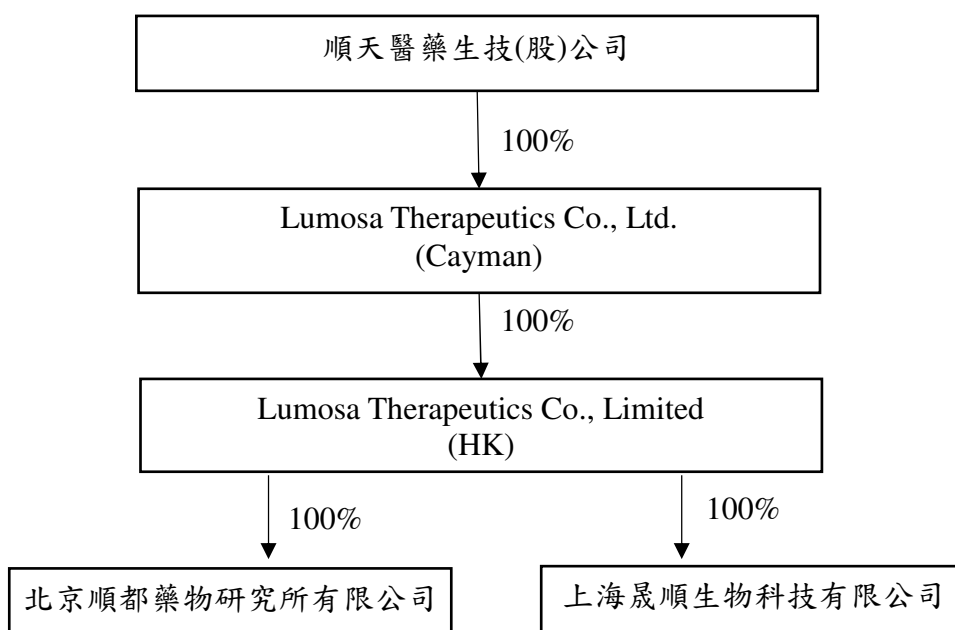 順天醫藥生技(股)公司
100%
Lumosa Therapeutics Co., Ltd.
(Cayman)
100%
Lumosa Therapeutics Co., Limited
(HK)
100%
100%
北京順都藥物研究所有限公司
上海晟順生物科技有限公司